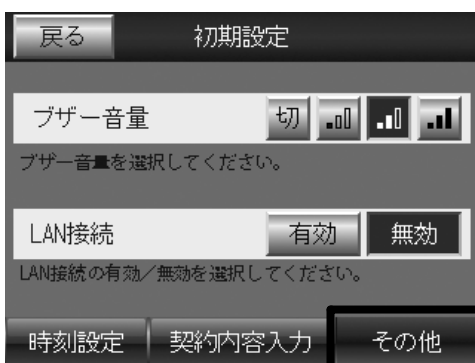 戻る 初期設定
ブザー音量 切
ブザー音量を選択してください。
LAN接続 有効 無効
LAN接続の有効／無効を選択してください。
時刻設定 契約内容入力 その他